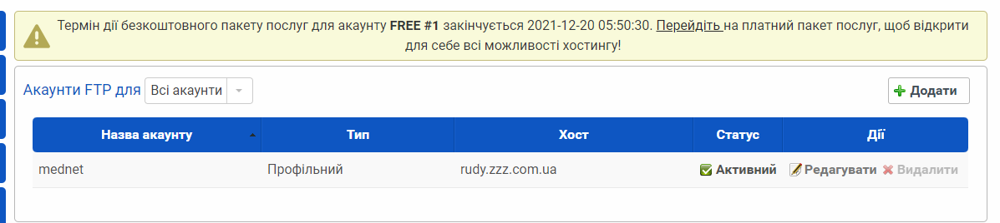 Термін дії безкоштовного пакету послуг для акаунту FREE #1 закінчується 2021-12-20 05:50:30. Перейдіть на платний пакет послуг, щоб відкрити
для себе всі можливості хостингу!
Акаунти FTP для Всі акаунти Додати
Назва акаунту Тип Хост Статус Дії
mednet Профільний rudy.zzz.com.ua Активний Редагувати Видалити